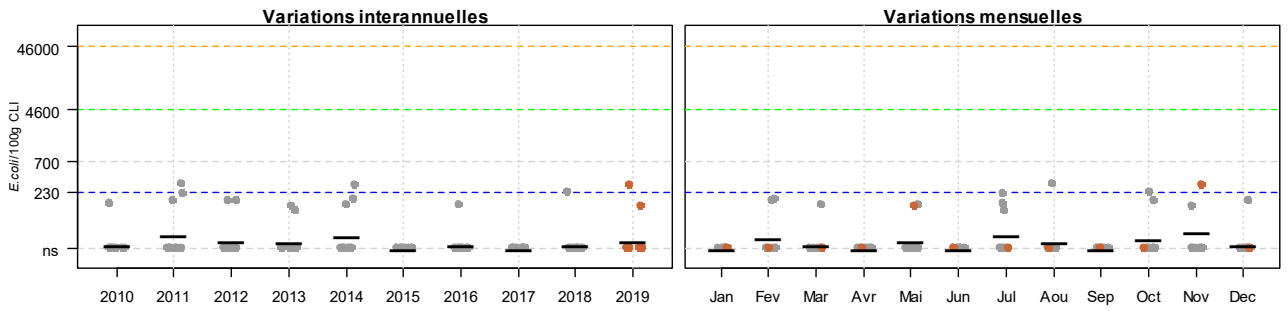 Variations interannuelles
Variations mensuelles
E.coli/100g CLI
46000
4600
700
230
ns
2010 2011 2012 2013 2014 2015 2016 2017 2018 2019
Jan Fev Mar Avr Mai Jun Jul Aou Sep Oct Nov Dec